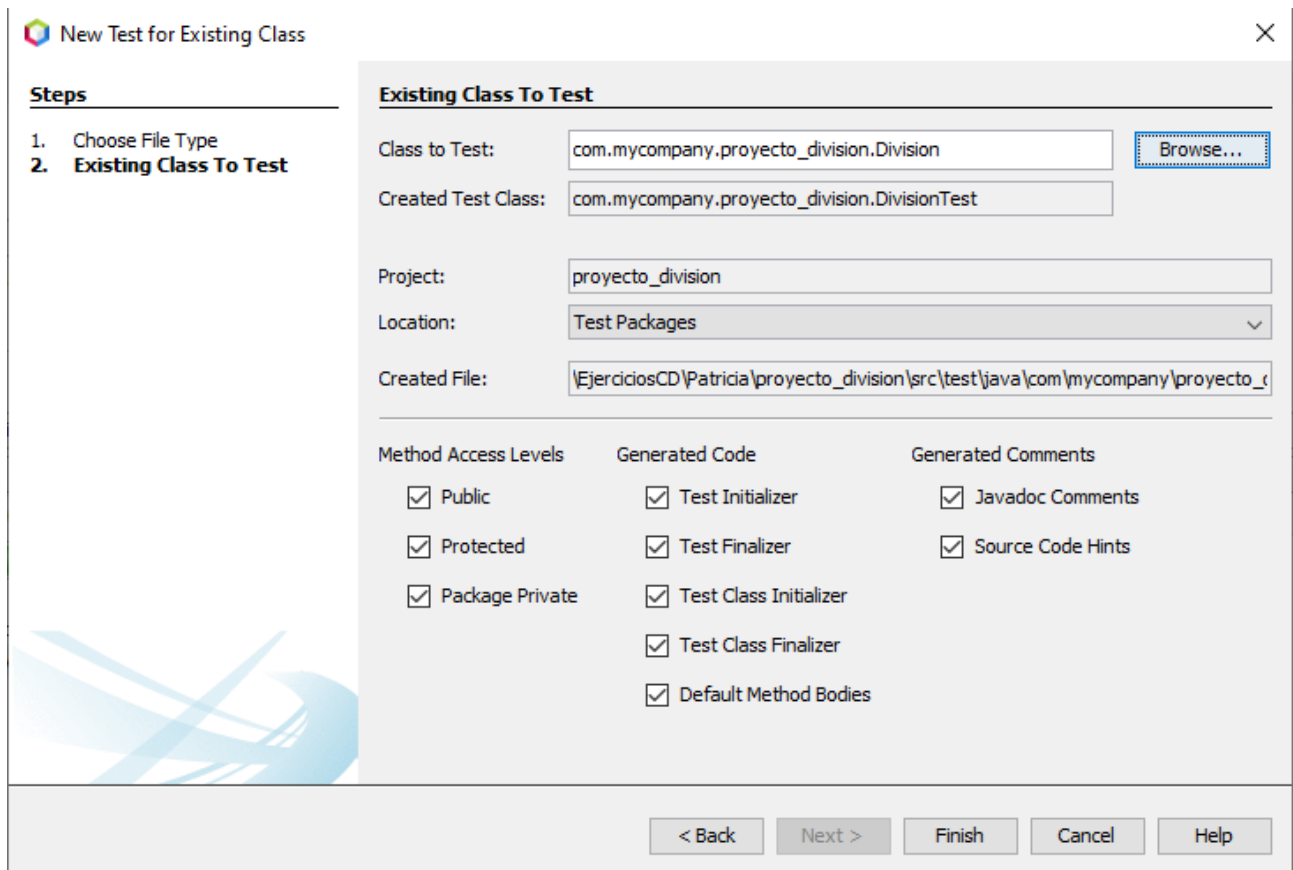 New Test for Existing Class
Steps
1. Choose File Type
2. Existing Class To Test
Existing Class To Test
Class to Test: com.mycompany.proyecto_division.Division Browse...
Created Test Class: com.mycompany.proyecto_division.DivisionTest
Project: proyecto_division
Location: Test Packages
Created File: \EjerciciosCD\Patricia\proyecto_division\src\test\java\com\mycompany\proyecto_
Method Access Levels Generated Code Generated Comments
Public Test Initializer Javadoc Comments
Protected Test Finalizer Source Code Hints
Package Private Test Class Initializer
Test Class Finalizer
Default Method Bodies
< Back Next > Finish Cancel Help